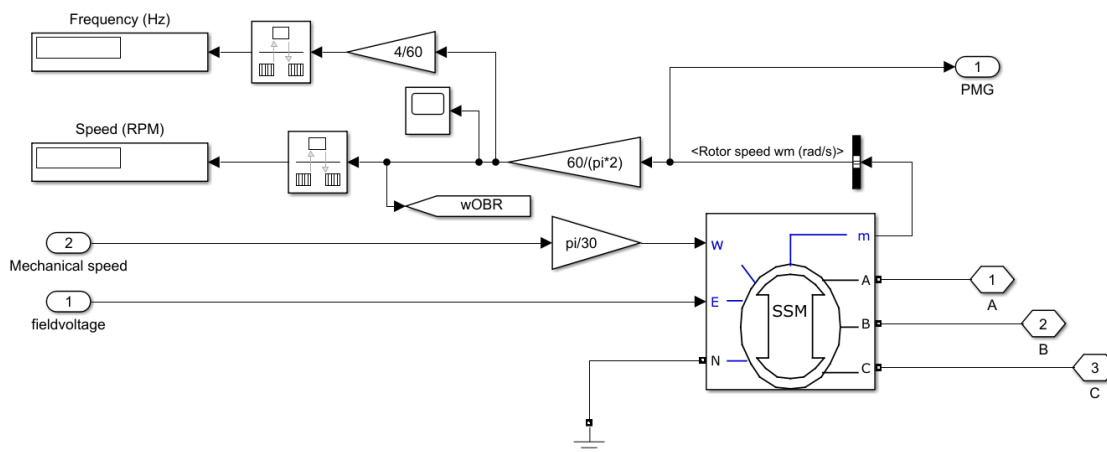 Frequency (Hz)
4/60
1
PMG
Speed (RPM)
60/(pi*2)
<Rotor speed wm (rad/s)>
wOBR
2
Mechanical speed
pi/30
w
m
1
fieldvoltage
E
A
1
A
SSM
B
2
B
N
C
3
C